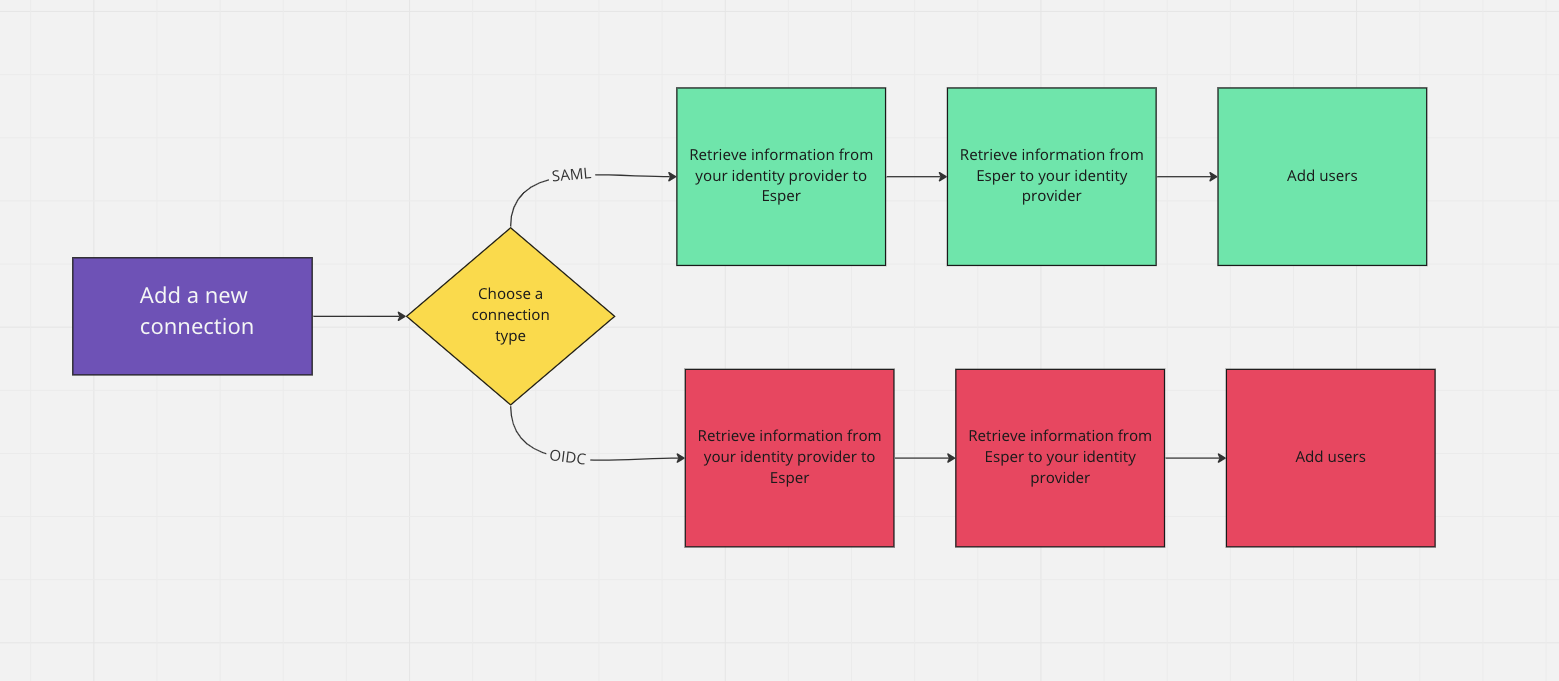 Add a new
connection
Choose a
connection
type
SAML
Retrieve information from
your identity provider to
Esper
Retrieve information from
Esper to your identity
provider
Add users
OIDC
Retrieve information from
your identity provider to
Esper
Retrieve information from
Esper to your identity
provider
Add users